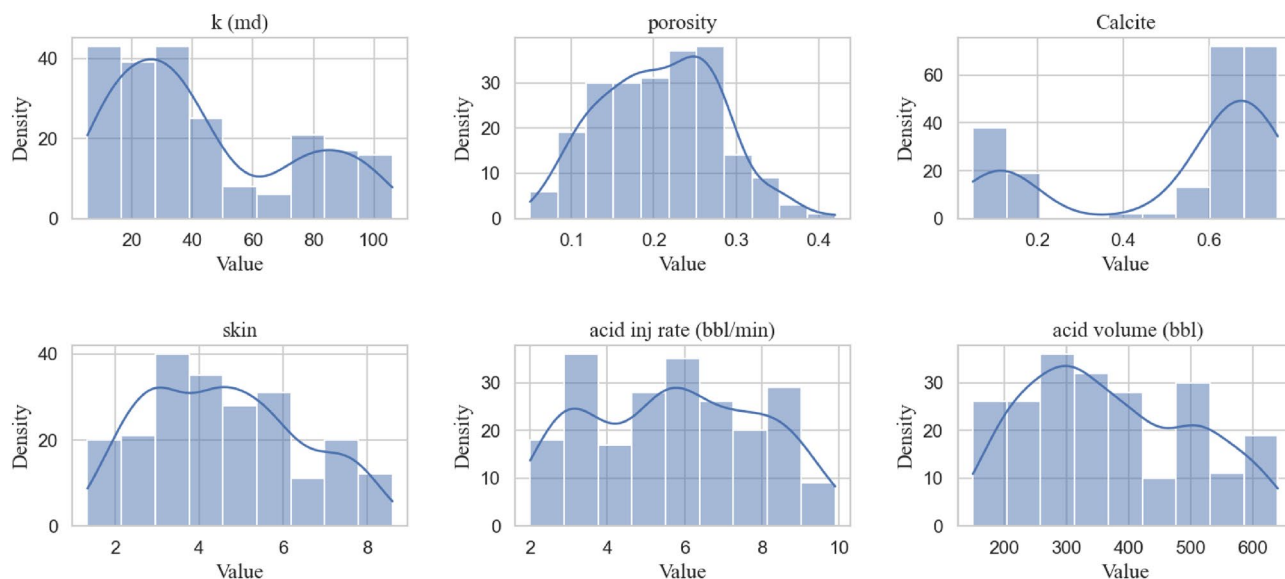 k (md)
porosity
Calcite
Density
40
20
0
20 40 60 80 100
Value
Density
30
20
10
0
0.1 0.2 0.3 0.4
Value
Density
60
40
20
0
0.2 0.4 0.6
Value
skin
acid inj rate (bbl/min)
acid volume (bbl)
Density
40
20
0
2 4 6 8
Value
Density
30
20
10
0
2 4 6 8 10
Value
Density
30
20
10
0
200 300 400 500 600
Value